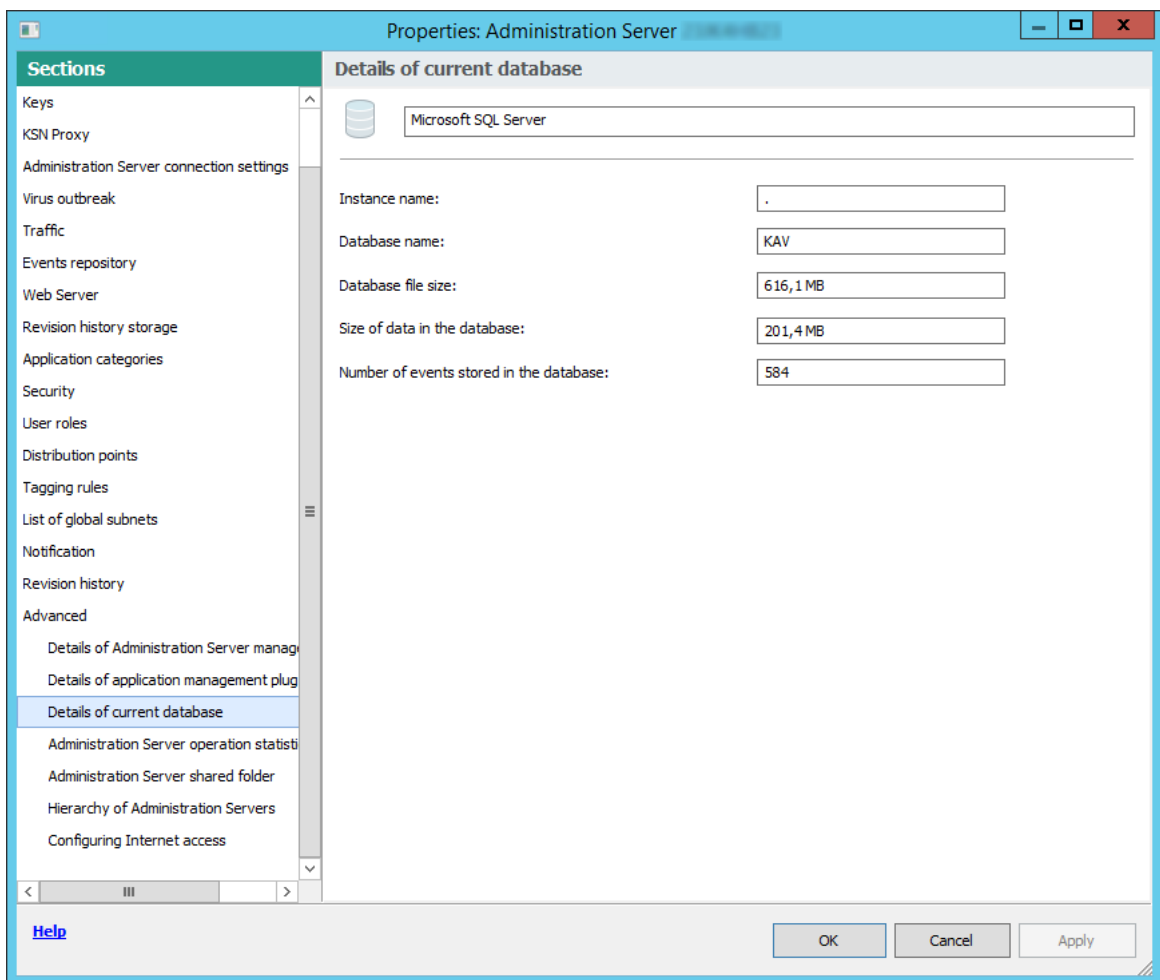 Properties: Administration Server
Sections
Keys
KSN Proxy
Administration Server connection settings
Virus outbreak
Traffic
Events repository
Web Server
Revision history storage
Application categories
Security
User roles
Distribution points
Tagging rules
List of global subnets
Notification
Revision history
Advanced
Details of Administration Server manag
Details of application management plug
Details of current database
Administration Server operation statisti
Administration Server shared folder
Hierarchy of Administration Servers
Configuring Internet access
Details of current database
Microsoft SQL Server
Instance name: .
Database name: KAV
Database file size: 616,1 MB
Size of data in the database: 201,4 MB
Number of events stored in the database: 584
Help
OK Cancel Apply